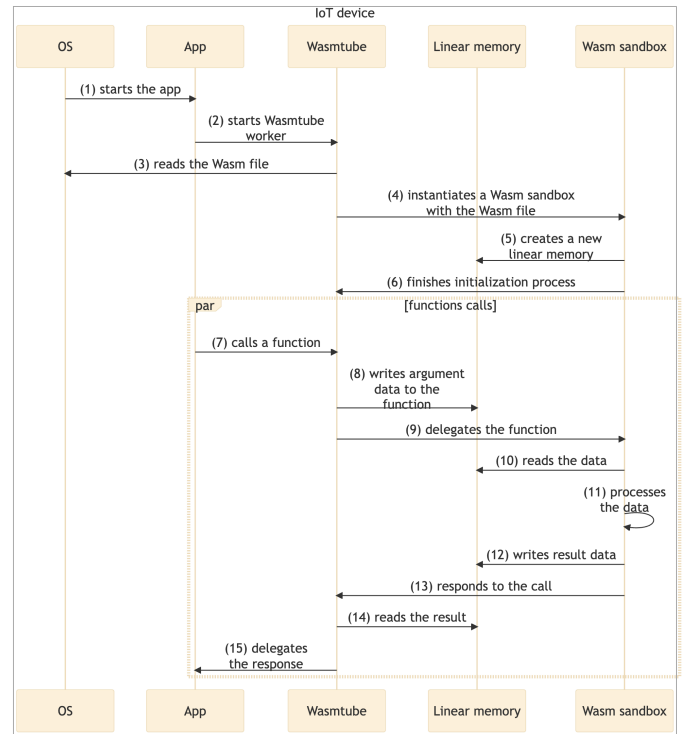 IoT device
OS
App
Wasmtube
Linear memory
Wasm sandbox
(1) starts the app
(2) starts Wasmtube
worker
(3) reads the Wasm file
(4) instantiates a Wasm sandbox
with the Wasm file
(5) creates a new
linear memory
(6) finishes initialization process
par
[functions calls]
(7) calls a function
(8) writes argument
data to the
function
(9) delegates the function
(10) reads the data
(11) processes
the data
(12) writes result data
(13) responds to the call
(14) reads the result
(15) delegates
the response
OS
App
Wasmtube
Linear memory
Wasm sandbox